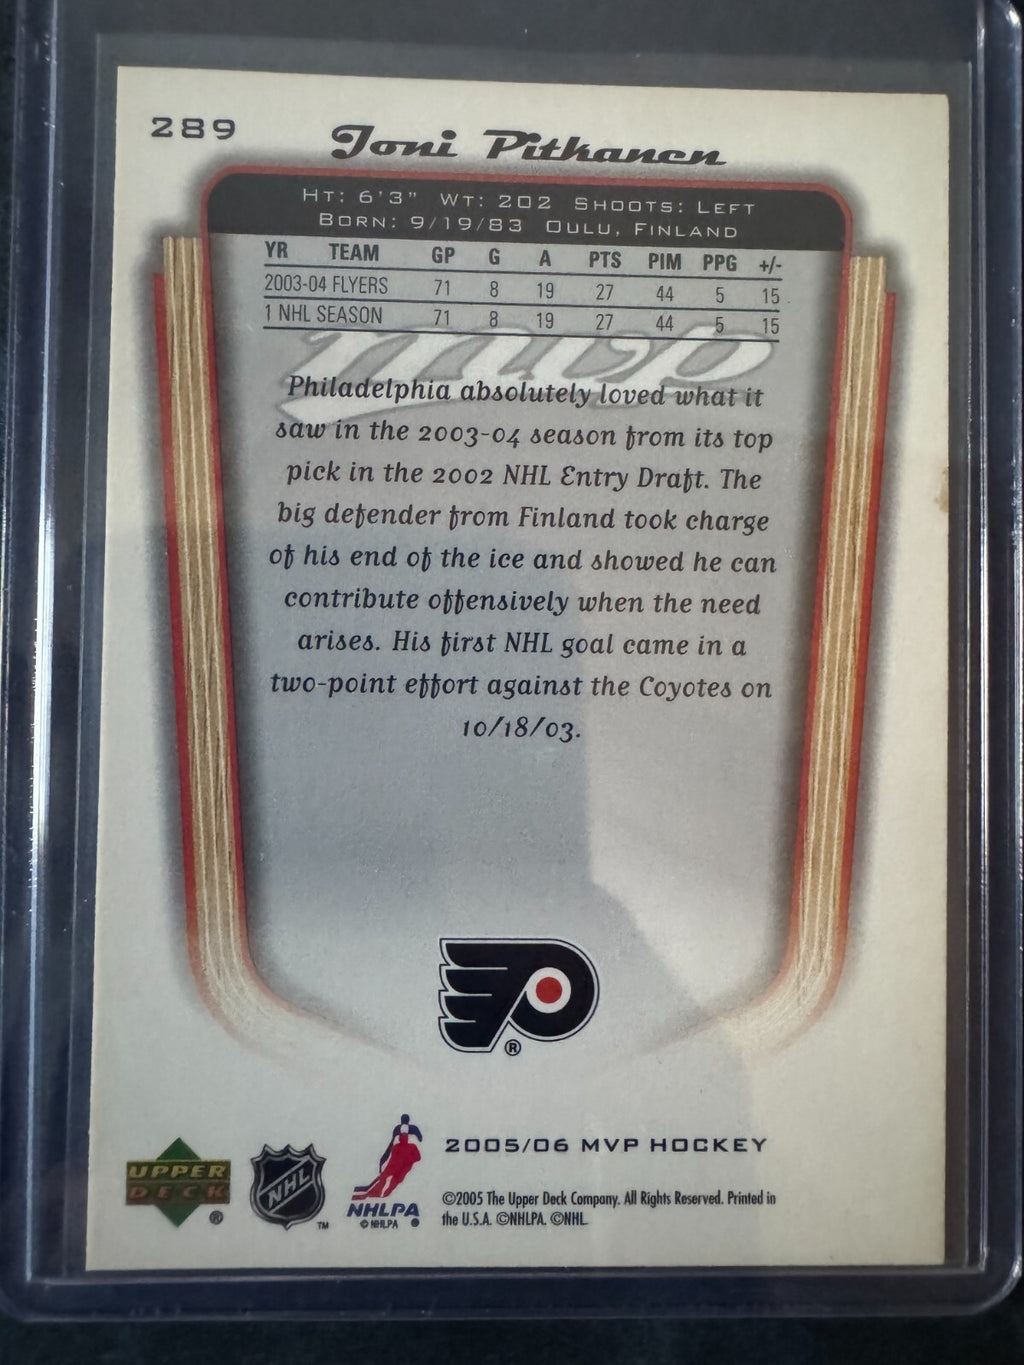 289
Joni Pitkanen
HT: 6'3" WT: 202 SHOOTS: LEFT
BORN: 9/19/83 OULU, FINLAND
YR TEAM GP G A PTS PIM PPG +/-
2003-04 FLYERS 71 8 19 27 44 5 15
1 NHL SEASON 71 8 19 27 44 5 15
mvp
Philadelphia absolutely loved what it
saw in the 2003-04 season from its top
pick in the 2002 NHL Entry Draft. The
big defender from Finland took charge
of his end of the ice and showed he can
contribute offensively when the need
arises. His first NHL goal came in a
two-point effort against the Coyotes on
10/18/03.
®
2005/06 MVP HOCKEY
UPPER
DECK
®
NHL
™
NHLPA
© NHLPA ®
©2005 The Upper Deck Company. All Rights Reserved. Printed in
the U.S.A. ©NHLPA. ©NHL.